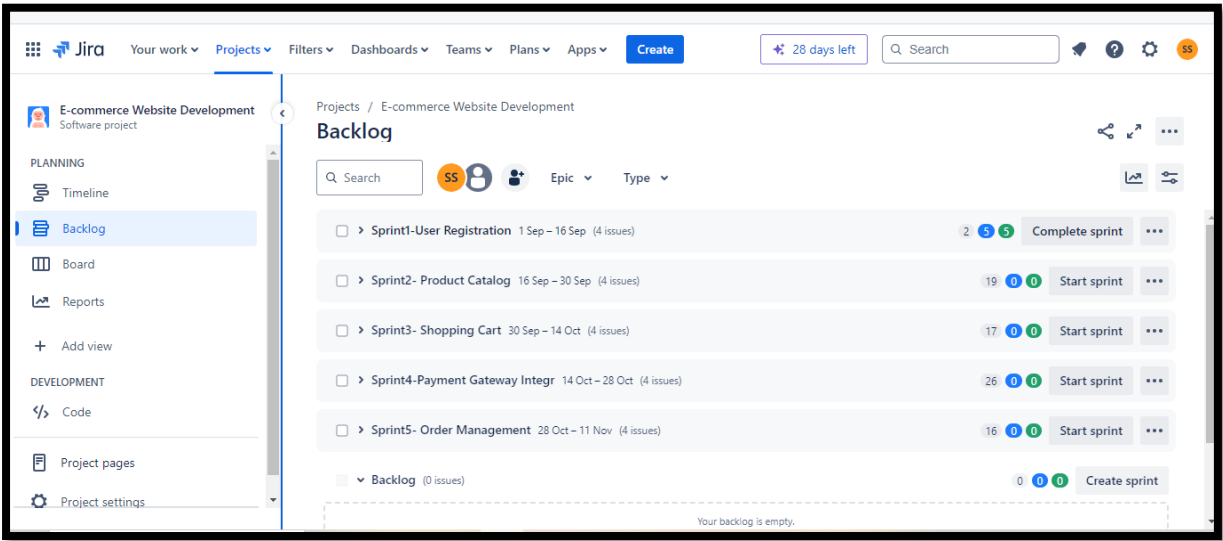 Jira Your work Projects Filters Dashboards Teams Plans Apps Create 28 days left Search SS
E-commerce Website Development
Software project
PLANNING
Timeline
Backlog
Board
Reports
Add view
DEVELOPMENT
Code
Project pages
Project settings
Projects / E-commerce Website Development
Backlog
Search SS Epic Type
Sprint1-User Registration 1 Sep – 16 Sep (4 issues) 2 5 5 Complete sprint
Sprint2- Product Catalog 16 Sep – 30 Sep (4 issues) 19 0 0 Start sprint
Sprint3- Shopping Cart 30 Sep – 14 Oct (4 issues) 17 0 0 Start sprint
Sprint4-Payment Gateway Integr 14 Oct – 28 Oct (4 issues) 26 0 0 Start sprint
Sprint5- Order Management 28 Oct – 11 Nov (4 issues) 16 0 0 Start sprint
Backlog (0 issues) 0 0 0 Create sprint
Your backlog is empty.